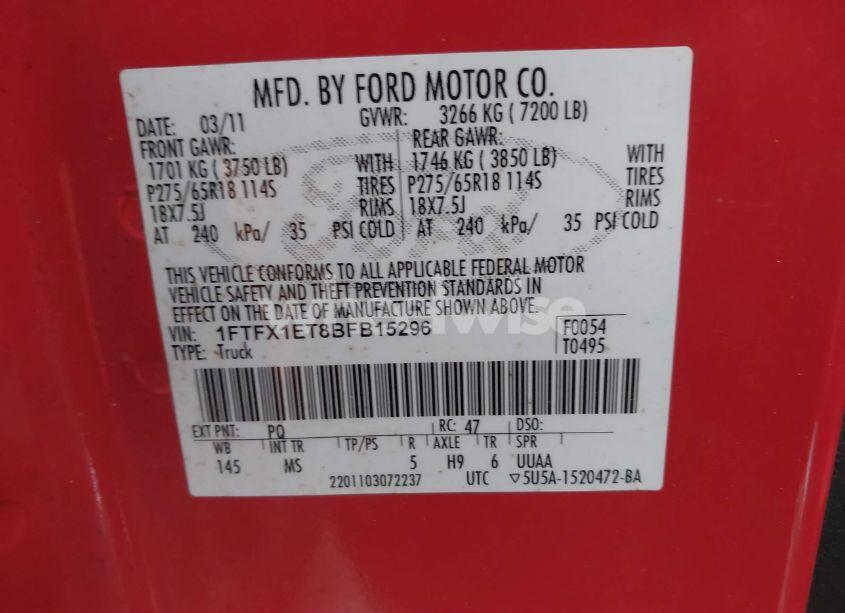 MFD. BY FORD MOTOR CO.
DATE: 03/11 GVWR: 3266 KG ( 7200 LB)
FRONT GAWR: REAR GAWR:
1701 KG ( 3750 LB) WITH 1746 KG ( 3850 LB) WITH
P275/65R18 114S TIRES P275/65R18 114S TIRES
18X7.5J RIMS 18X7.5J RIMS
AT 240 kPa/ 35 PSI COLD AT 240 kPa/ 35 PSI COLD
THIS VEHICLE CONFORMS TO ALL APPLICABLE FEDERAL MOTOR
VEHICLE SAFETY AND THEFT PREVENTION STANDARDS IN
EFFECT ON THE DATE OF MANUFACTURE SHOWN ABOVE.
VIN: 1FTFX1ET8BFB15296 F0054
TYPE: Truck T0495
EXT PNT: PQ RC: 47 DSO:
WB INT TR TP/PS R AXLE TR SPR
145 MS 5 H9 6 UUAA
2201103072237 UTC ▽5U5A-1520472-BA